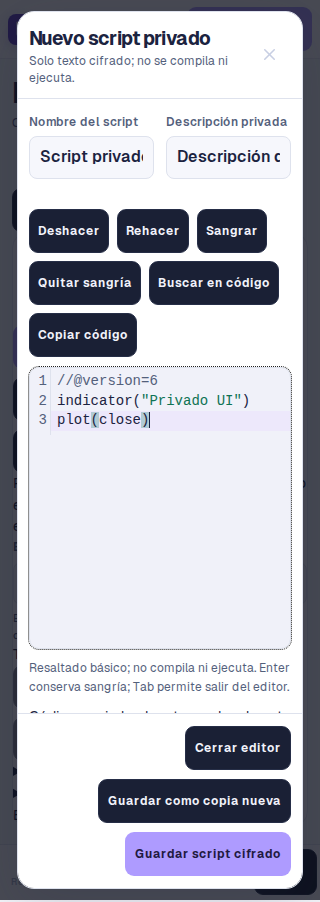 Nuevo script privado
Solo texto cifrado; no se compila ni
ejecuta.
Nombre del script
Descripción privada
Script privad
Descripción
Deshacer
Rehacer
Sangrar
Quitar sangría
Buscar en código
Copiar código
1 //@version=6
2 indicator("Privado UI")
3 plot(close)
Resaltado básico; no compila ni ejecuta. Enter
conserva sangría; Tab permite salir del editor.
Cerrar editor
Guardar como copia nueva
Guardar script cifrado